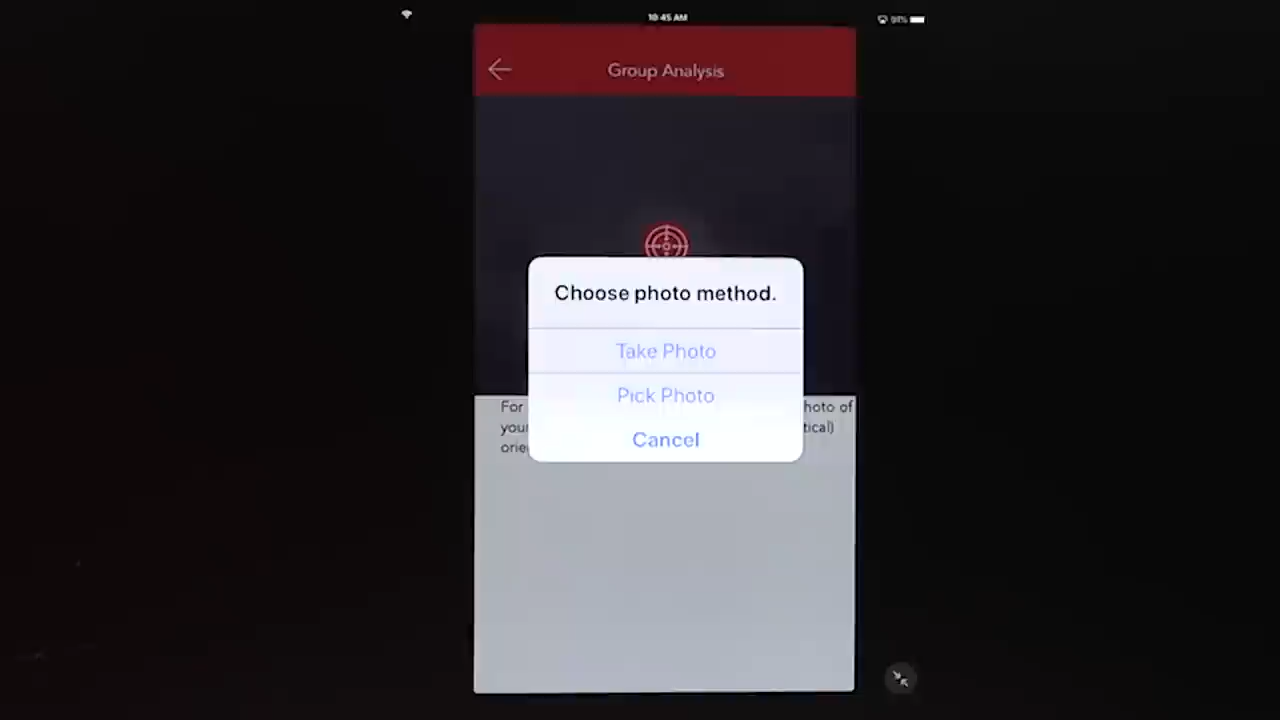 10:45 AM
91%
Group Analysis
Choose photo method.
Take Photo
Pick Photo
Cancel
For hoto of
your tical)
orie